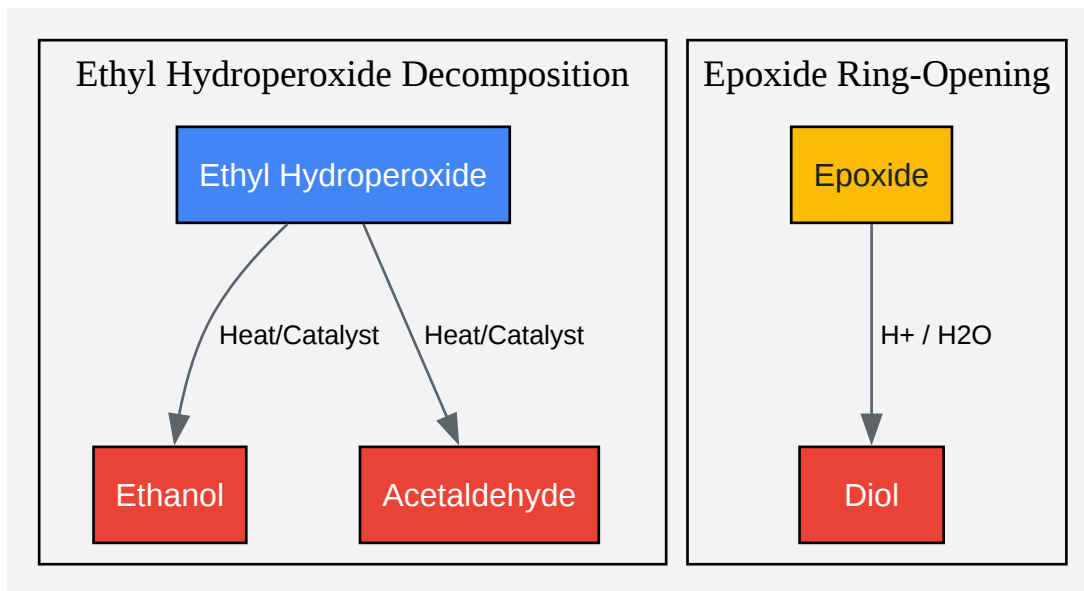 Ethyl Hydroperoxide Decomposition
Ethyl Hydroperoxide
Heat/Catalyst
Heat/Catalyst
Ethanol
Acetaldehyde
Epoxide Ring-Opening
Epoxide
H+ / H2O
Diol